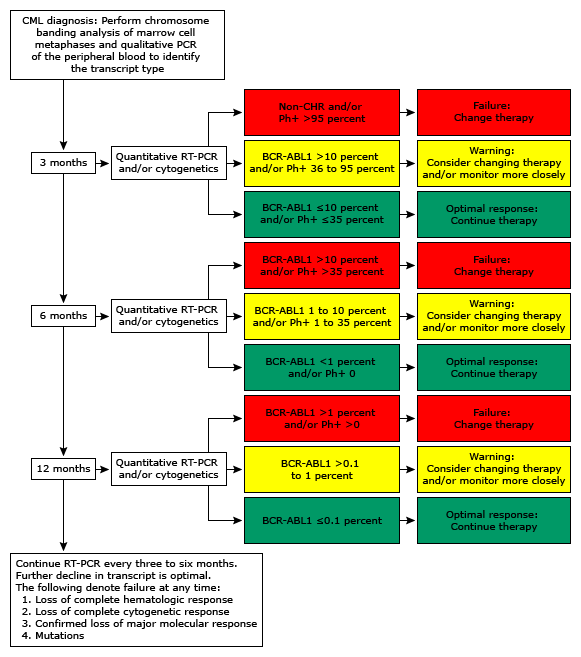 CML diagnosis: Perform chromosome
banding analysis of marrow cell
metaphases and qualitative PCR
of the peripheral blood to identify
the transcript type
3 months
Quantitative RT-PCR
and/or cytogenetics
Non-CHR and/or
Ph+ >95 percent
Failure:
Change therapy
BCR-ABL1 >10 percent
and/or Ph+ 36 to 95 percent
Warning:
Consider changing therapy
and/or monitor more closely
BCR-ABL1 ≤10 percent
and/or Ph+ ≤35 percent
Optimal response:
Continue therapy
6 months
Quantitative RT-PCR
and/or cytogenetics
BCR-ABL1 >10 percent
and/or Ph+ >35 percent
Failure:
Change therapy
BCR-ABL1 1 to 10 percent
and/or Ph+ 1 to 35 percent
Warning:
Consider changing therapy
and/or monitor more closely
BCR-ABL1 <1 percent
and/or Ph+ 0
Optimal response:
Continue therapy
12 months
Quantitative RT-PCR
and/or cytogenetics
BCR-ABL1 >1 percent
and/or Ph+ >0
Failure:
Change therapy
BCR-ABL1 >0.1
to 1 percent
Warning:
Consider changing therapy
and/or monitor more closely
BCR-ABL1 ≤0.1 percent
Optimal response:
Continue therapy
Continue RT-PCR every three to six months.
Further decline in transcript is optimal.
The following denote failure at any time:
1. Loss of complete hematologic response
2. Loss of complete cytogenetic response
3. Confirmed loss of major molecular response
4. Mutations